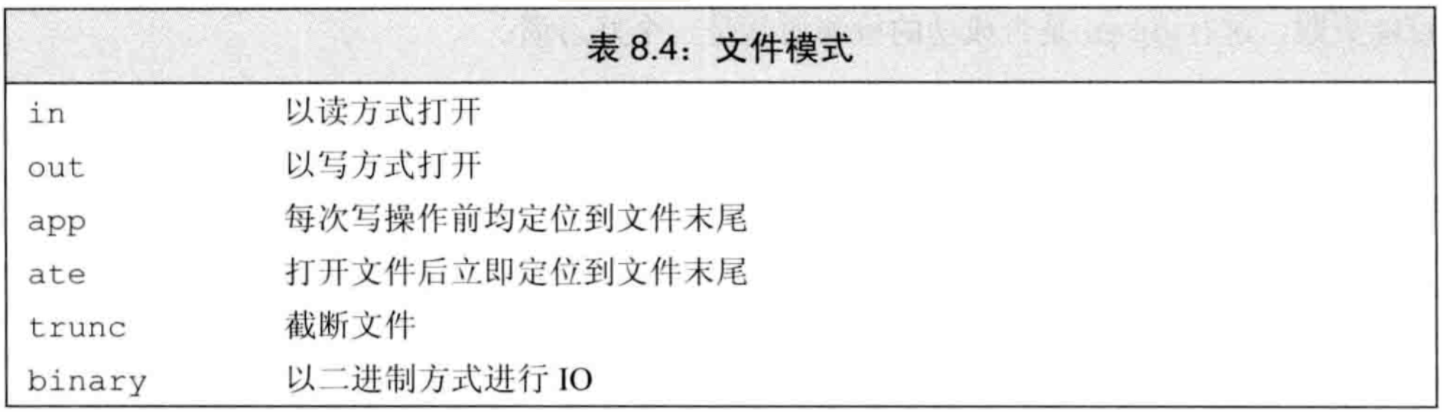 表 8.4：文件模式
in 以读方式打开
out 以写方式打开
app 每次写操作前均定位到文件末尾
ate 打开文件后立即定位到文件末尾
trunc 截断文件
binary 以二进制方式进行 IO